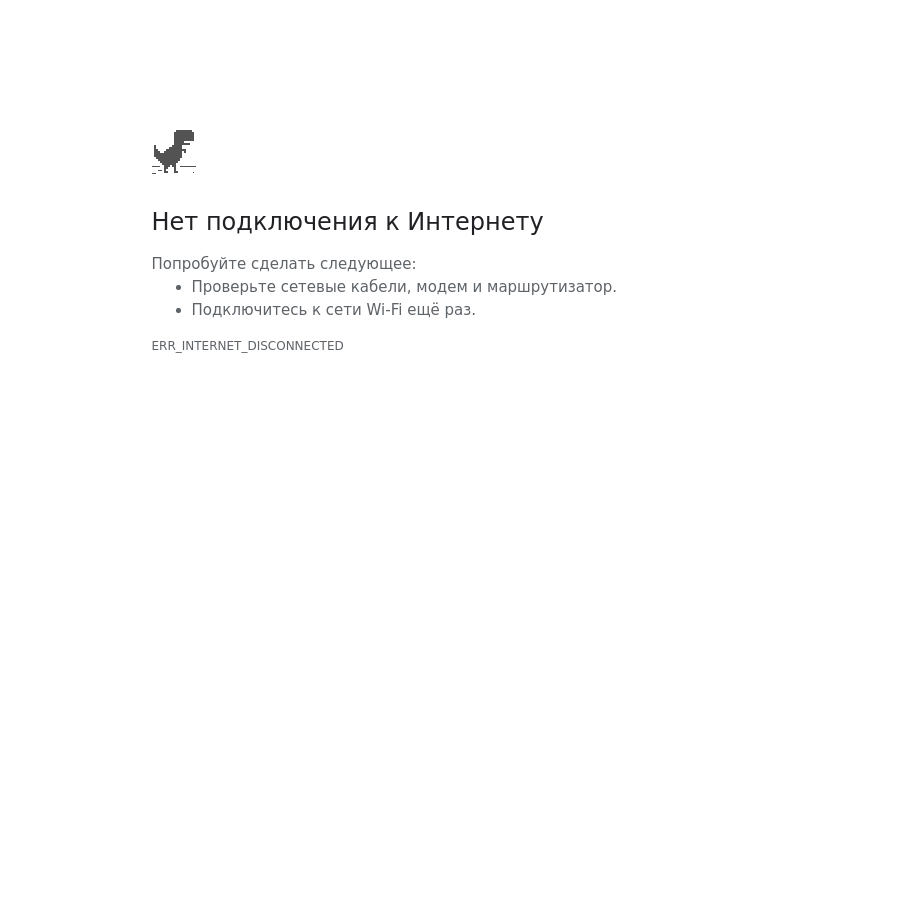 Нет подключения к Интернету
Попробуйте сделать следующее:
Проверьте сетевые кабели, модем и маршрутизатор.
Подключитесь к сети Wi-Fi ещё раз.
ERR_INTERNET_DISCONNECTED